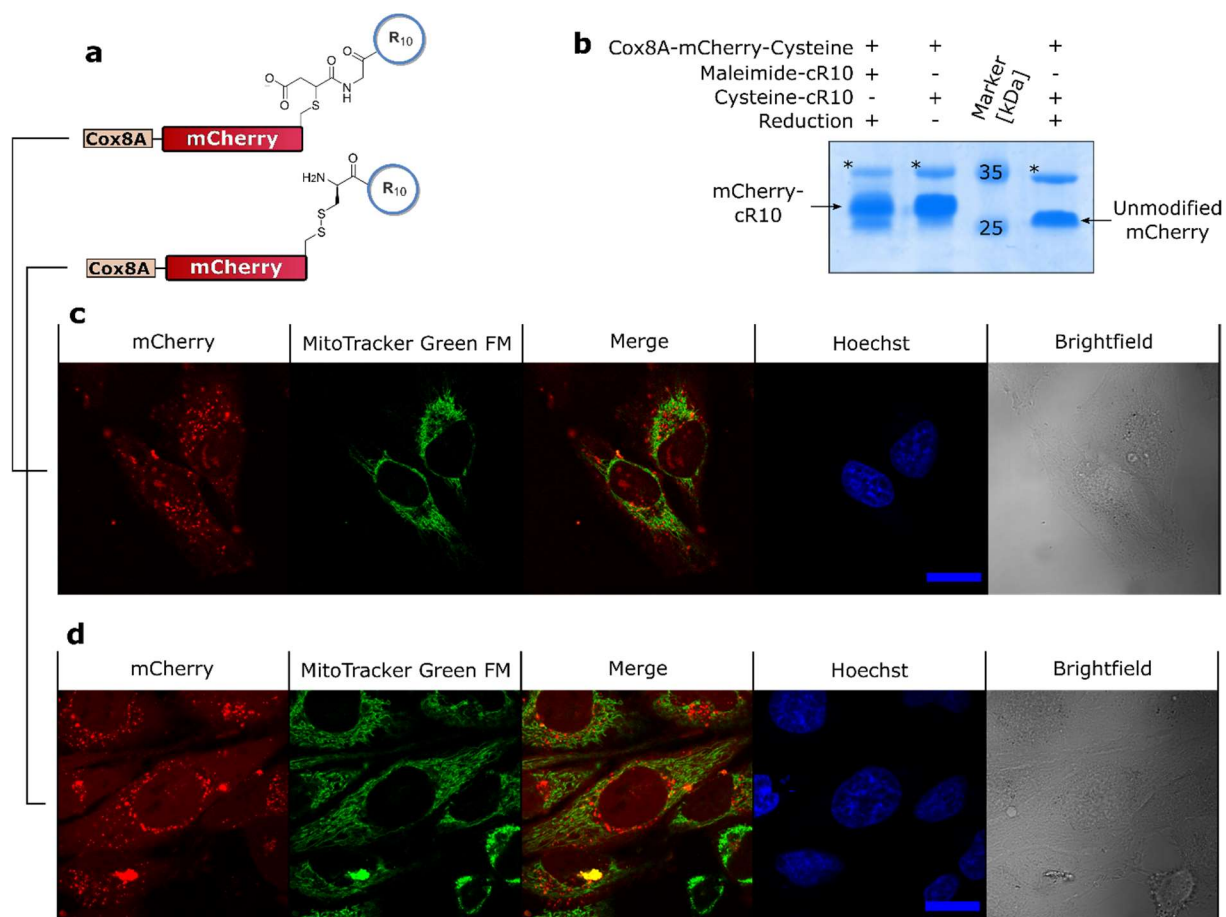 a
R10
O
O
O
O
N
H
S
-
Cox8A
mCherry
H2N
O
R10
S
S
Cox8A
mCherry
b
Cox8A-mCherry-Cysteine + + +
Maleimide-cR10 + - -
Cysteine-cR10 - + +
Reduction + - +
Marker
[kDa]
* * 35 *
mCherry-
cR10
25
Unmodified
mCherry
c
mCherry MitoTracker Green FM Merge Hoechst Brightfield
d
mCherry MitoTracker Green FM Merge Hoechst Brightfield